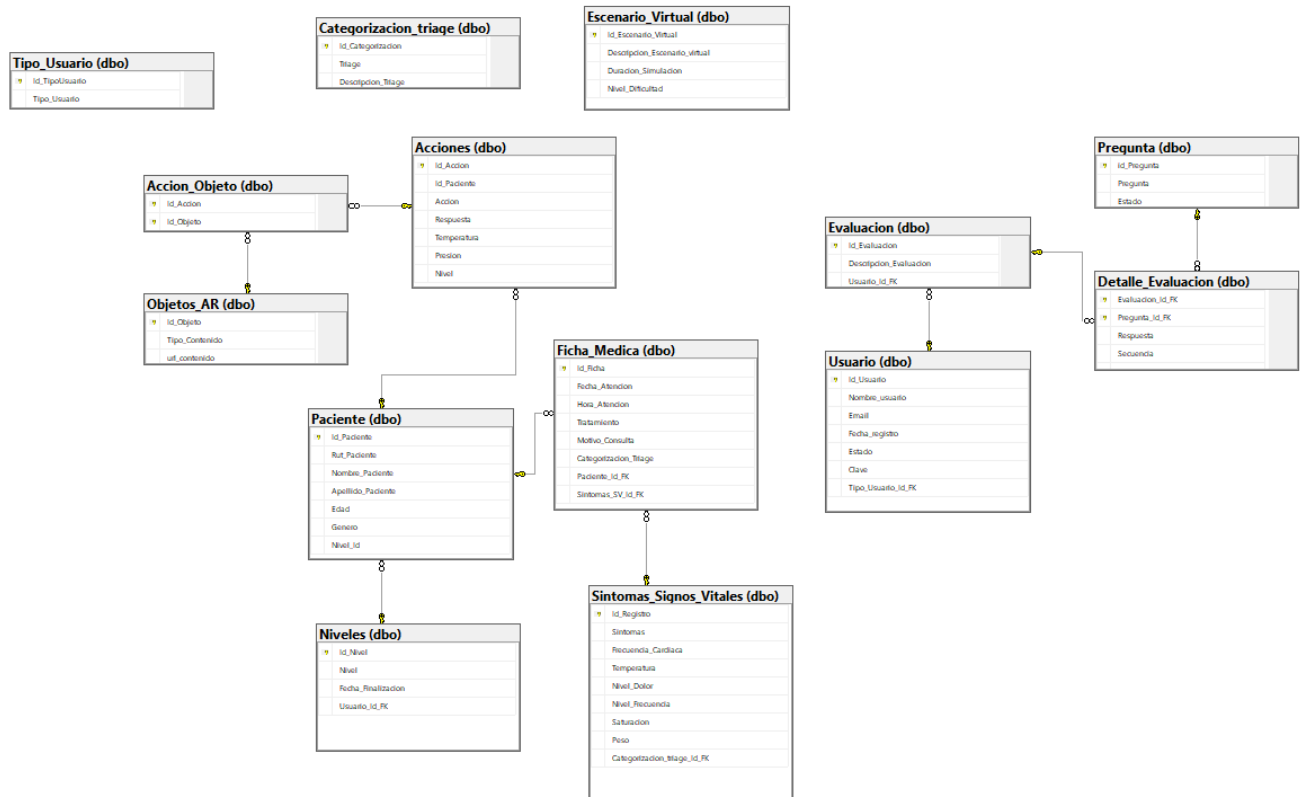 Tipo_Usuario (dbo)
Id_TipoUsuario
Tipo_Usuario
Categorizacion_triage (dbo)
Id_Categorizacion
Triage
Descripcion_Triage
Escenario_Virtual (dbo)
Id_Escenario_Virtual
Descripcion_Escenario_virtual
Duracion_Simulacion
Nivel_Dificultad
Acciones (dbo)
Id_Accion
Id_Paciente
Accion
Respuesta
Temperatura
Presion
Nivel
Accion_Objeto (dbo)
Id_Accion
Id_Objeto
Objetos_AR (dbo)
Id_Objeto
Tipo_Contenido
url_contenido
Pregunta (dbo)
Id_Pregunta
Pregunta
Estado
Evaluacion (dbo)
Id_Evaluacion
Descripcion_Evaluacion
Usuario_Id_FK
Detalle_Evaluacion (dbo)
Evaluacion_Id_FK
Pregunta_Id_FK
Respuesta
Secuencia
Usuario (dbo)
Id_Usuario
Nombre_usuario
Email
Fecha_registro
Estado
Clave
Tipo_Usuario_Id_FK
Ficha_Medica (dbo)
Id_Ficha
Fecha_Atencion
Hora_Atencion
Tratamiento
Motivo_Consulta
Categorizacion_Triage
Paciente_Id_FK
Sintomas_SV_Id_FK
Paciente (dbo)
Id_Paciente
Rut_Paciente
Nombre_Paciente
Apellido_Paciente
Edad
Genero
Nivel_Id
Niveles (dbo)
Id_Nivel
Nivel
Fecha_Finalizacion
Usuario_Id_FK
Sintomas_Signos_Vitales (dbo)
Id_Registro
Sintomas
Frecuencia_Cardiaca
Temperatura
Nivel_Dolor
Nivel_Frecuencia
Saturacion
Peso
Categorizacion_triage_Id_FK